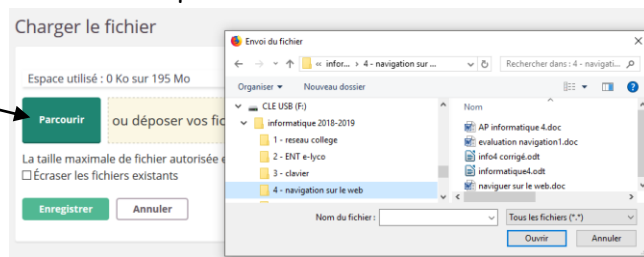 Charger le fichier
Espace utilisé : 0 Ko sur 195 Mo
Parcourir
ou déposer vos fic
La taille maximale de fichier autorisée
Écraser les fichiers existants
Enregistrer
Annuler
Envoi du fichier
« infor... > 4 - navigation sur ...
Rechercher dans : 4 - navigati...
Organiser
Nouveau dossier
CLE USB (F:)
informatique 2018-2019
1 - reseau college
2 - ENT e-lyco
3 - clavier
4 - navigation sur le web
Nom
AP informatique 4.doc
evaluation navigation1.doc
info4 corrigé.odt
informatique4.odt
naviguer sur le web.doc
Nom du fichier :
Tous les fichiers (*.*)
Ouvrir
Annuler